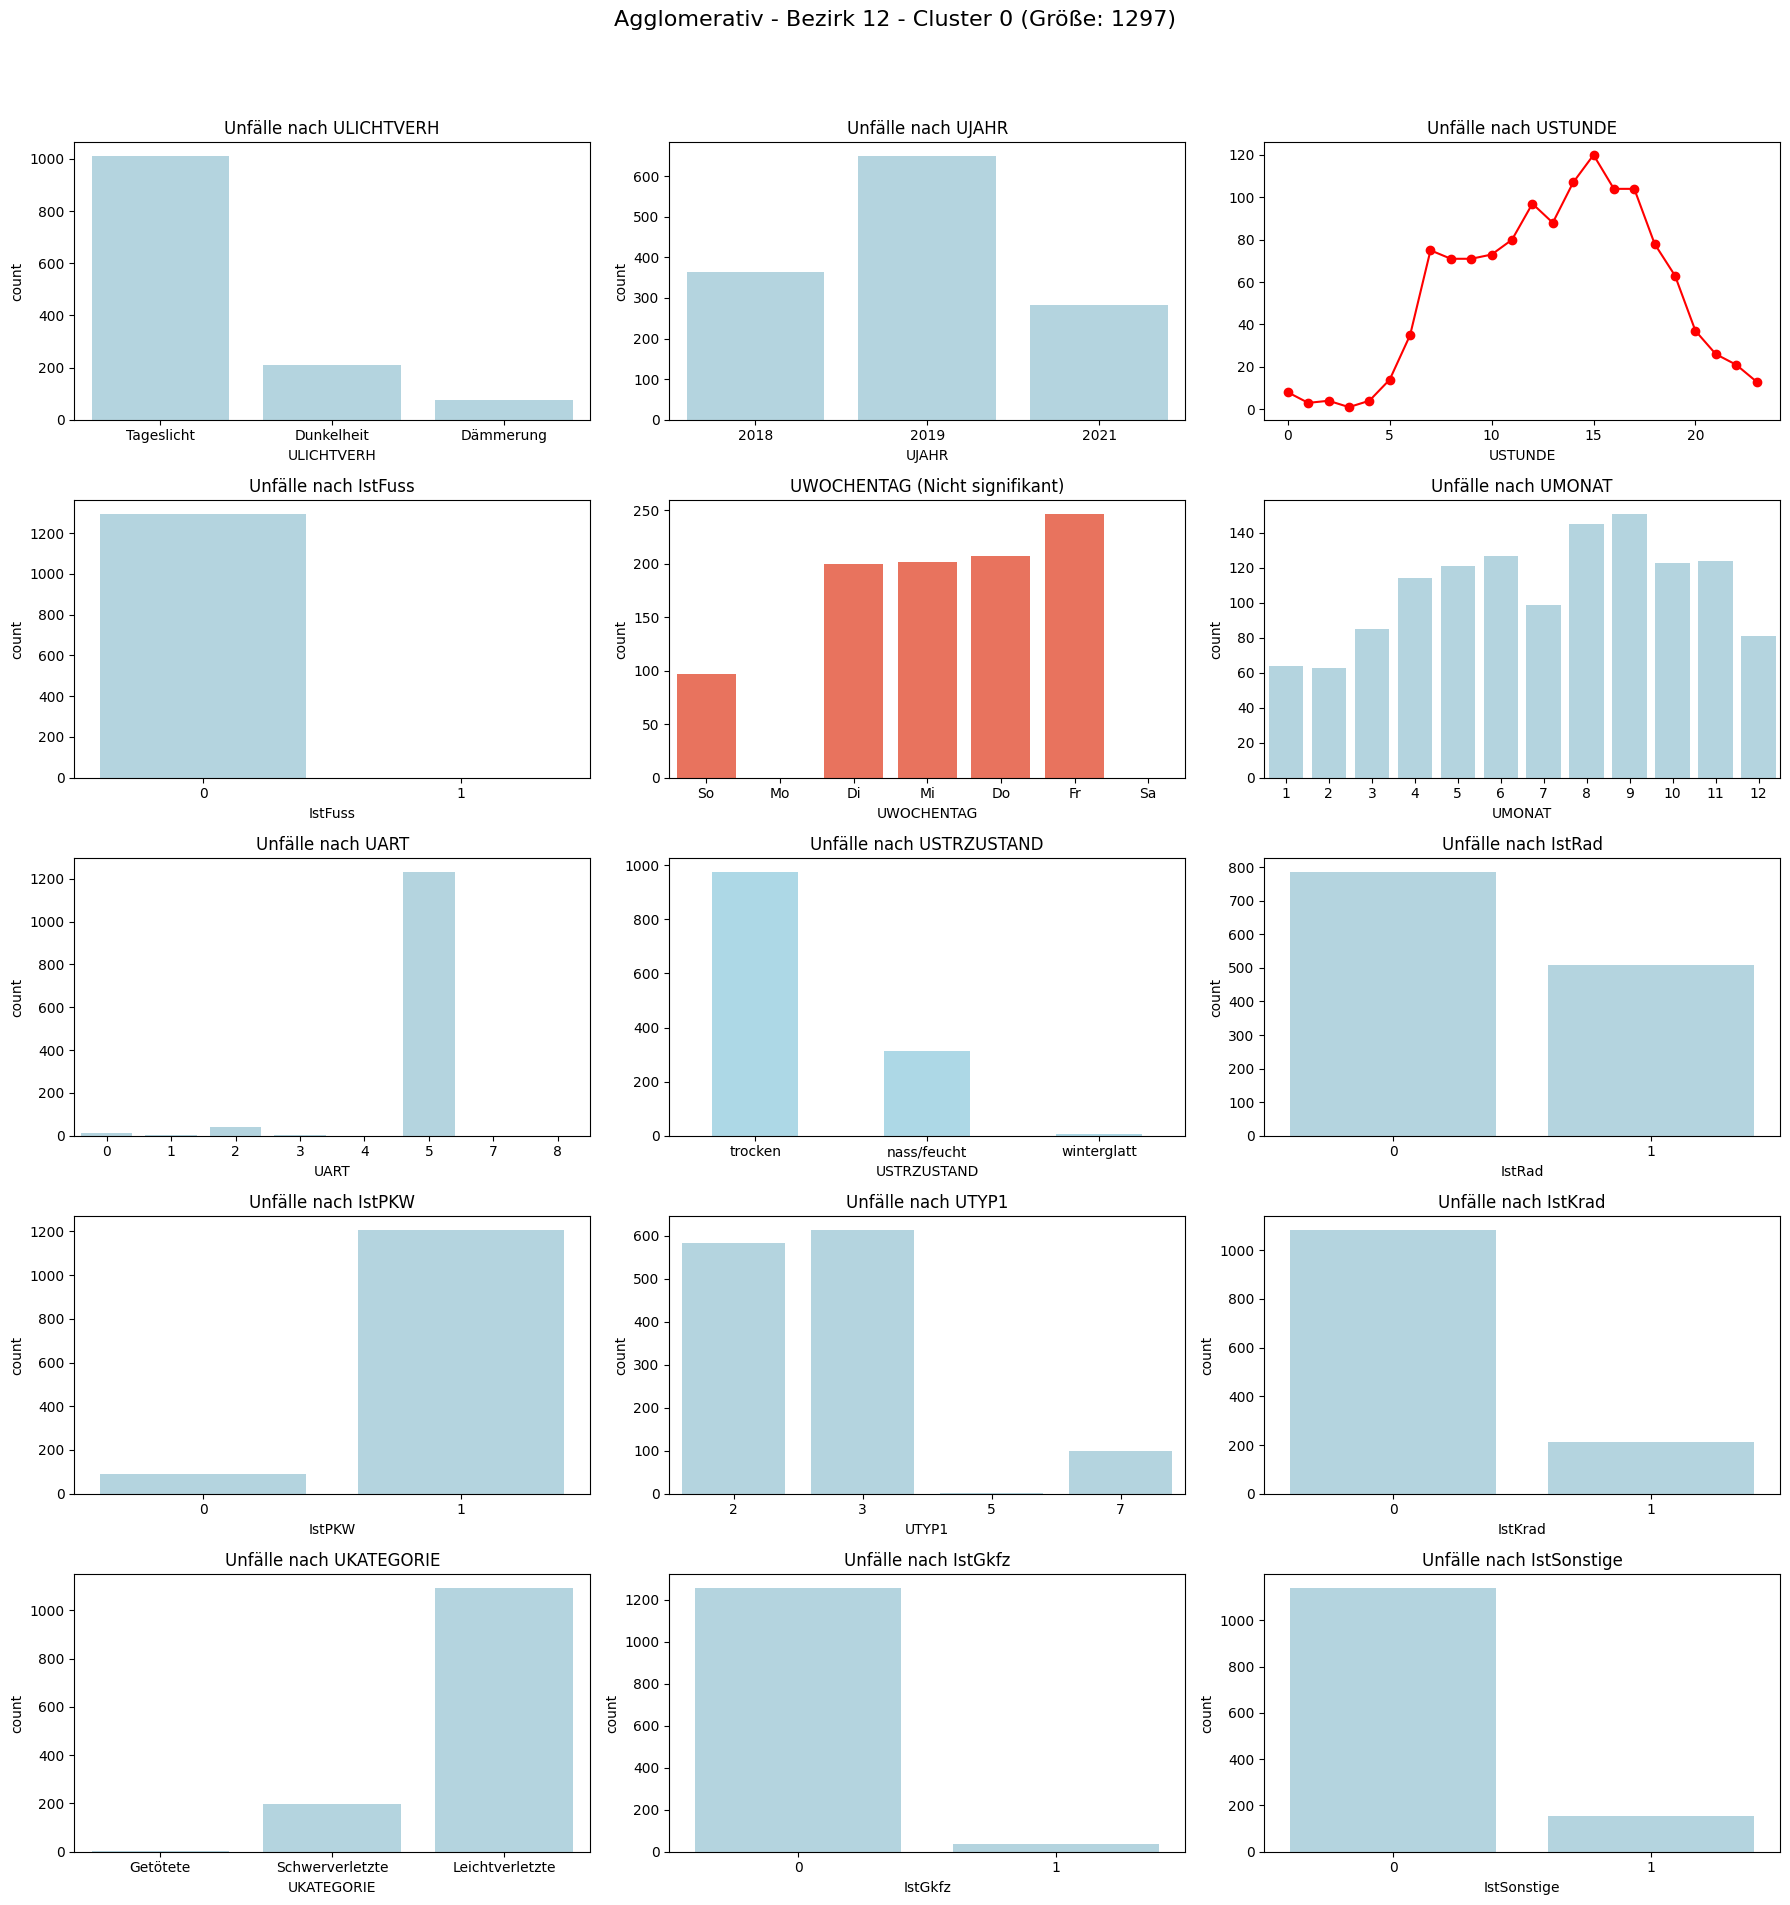 Agglomerativ - Bezirk 12 - Cluster 0 (Größe: 1297)
Unfälle nach ULICHTVERH
count
1000
800
600
400
200
0
Tageslicht Dunkelheit Dämmerung
ULICHTVERH
Unfälle nach UJAHR
count
600
500
400
300
200
100
0
2018 2019 2021
UJAHR
Unfälle nach USTUNDE
120
100
80
60
40
20
0
0 5 10 15 20
USTUNDE
Unfälle nach IstFuss
count
1200
1000
800
600
400
200
0
0 1
IstFuss
UWOCHENTAG (Nicht signifikant)
count
250
200
150
100
50
0
So Mo Di Mi Do Fr Sa
UWOCHENTAG
Unfälle nach UMONAT
count
140
120
100
80
60
40
20
0
1 2 3 4 5 6 7 8 9 10 11 12
UMONAT
Unfälle nach UART
count
1200
1000
800
600
400
200
0
0 1 2 3 4 5 7 8
UART
Unfälle nach USTRZUSTAND
1000
800
600
400
200
0
trocken nass/feucht winterglatt
USTRZUSTAND
Unfälle nach IstRad
count
800
700
600
500
400
300
200
100
0
0 1
IstRad
Unfälle nach IstPKW
count
1200
1000
800
600
400
200
0
0 1
IstPKW
Unfälle nach UTYP1
count
600
500
400
300
200
100
0
2 3 5 7
UTYP1
Unfälle nach IstKrad
count
1000
800
600
400
200
0
0 1
IstKrad
Unfälle nach UKATEGORIE
count
1000
800
600
400
200
0
Getötete Schwerverletzte Leichtverletzte
UKATEGORIE
Unfälle nach IstGkfz
count
1200
1000
800
600
400
200
0
0 1
IstGkfz
Unfälle nach IstSonstige
count
1000
800
600
400
200
0
0 1
IstSonstige